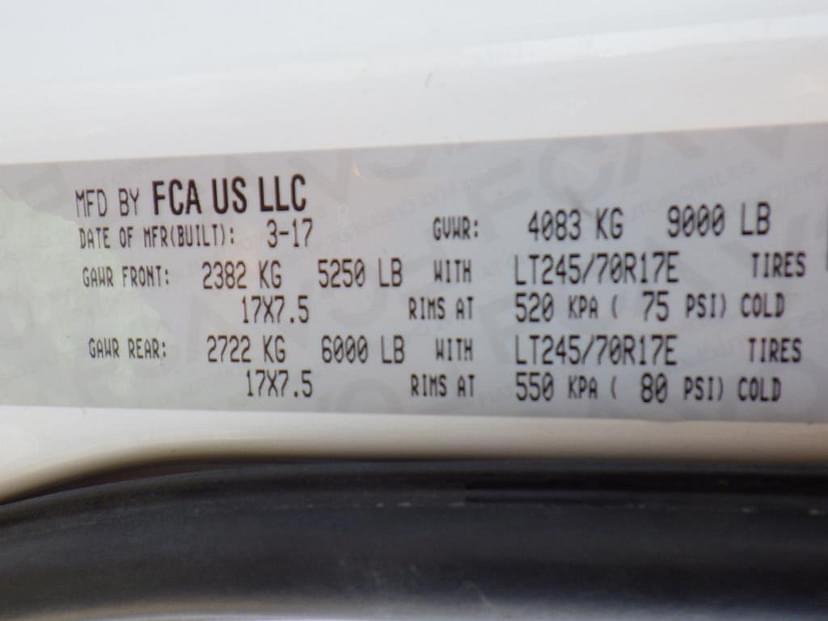 MFD BY FCA US LLC
DATE OF MFR(BUILT): 3-17 GVWR: 4083 KG 9000 LB
GAWR FRONT: 2382 KG 5250 LB WITH LT245/70R17E TIRES
17X7.5 RIMS AT 520 KPA ( 75 PSI) COLD
GAWR REAR: 2722 KG 6000 LB WITH LT245/70R17E TIRES
17X7.5 RIMS AT 550 KPA ( 80 PSI) COLD